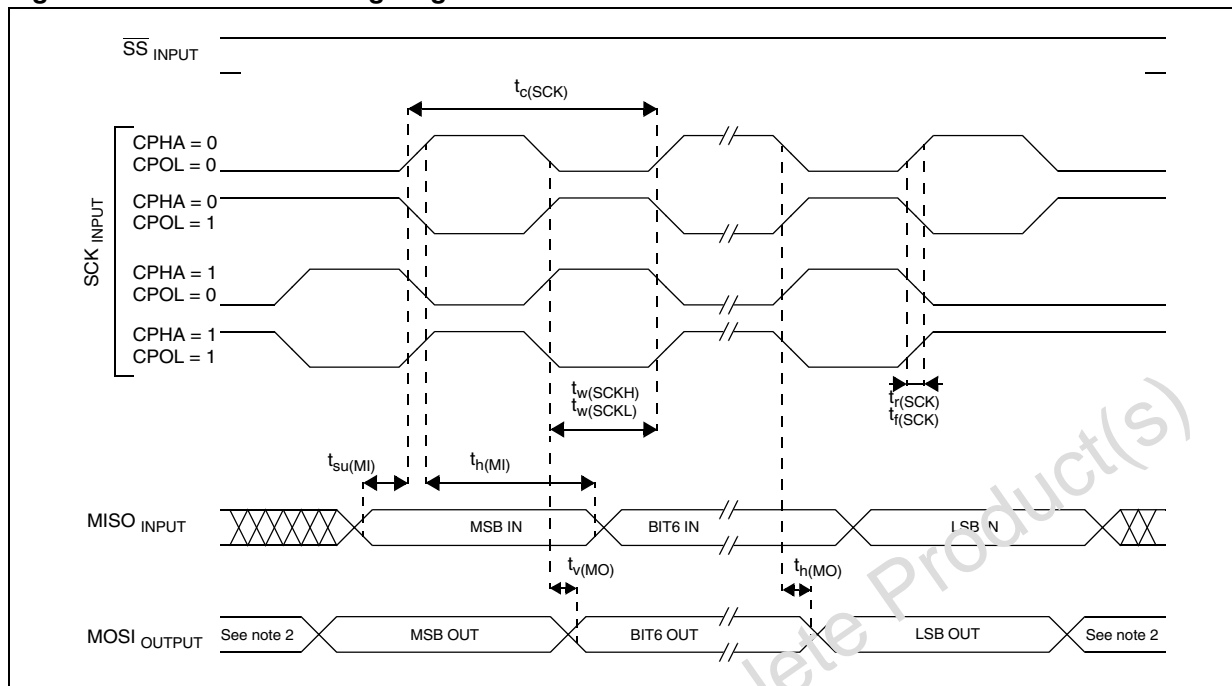 SS INPUT
tc(SCK)
SCK INPUT
CPHA = 0
CPOL = 0
CPHA = 0
CPOL = 1
CPHA = 1
CPOL = 0
CPHA = 1
CPOL = 1
tw(SCKH)
tw(SCKL)
tr(SCK)
tf(SCK)
tsu(MI)
th(MI)
MISO INPUT
MSB IN
BIT6 IN
LSB IN
tv(MO)
th(MO)
MOSI OUTPUT
See note 2
MSB OUT
BIT6 OUT
LSB OUT
See note 2
lete Product(s)